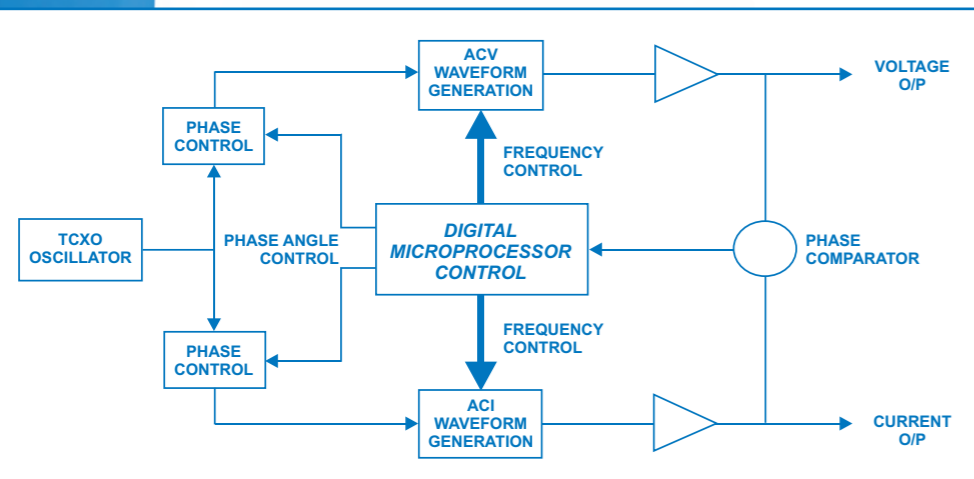 ACV
WAVEFORM
GENERATION
VOLTAGE
O/P
PHASE
CONTROL
FREQUENCY
CONTROL
TCXO
OSCILLATOR
PHASE ANGLE
CONTROL
DIGITAL
MICROPROCESSOR
CONTROL
PHASE
COMPARATOR
PHASE
CONTROL
FREQUENCY
CONTROL
ACI
WAVEFORM
GENERATION
CURRENT
O/P